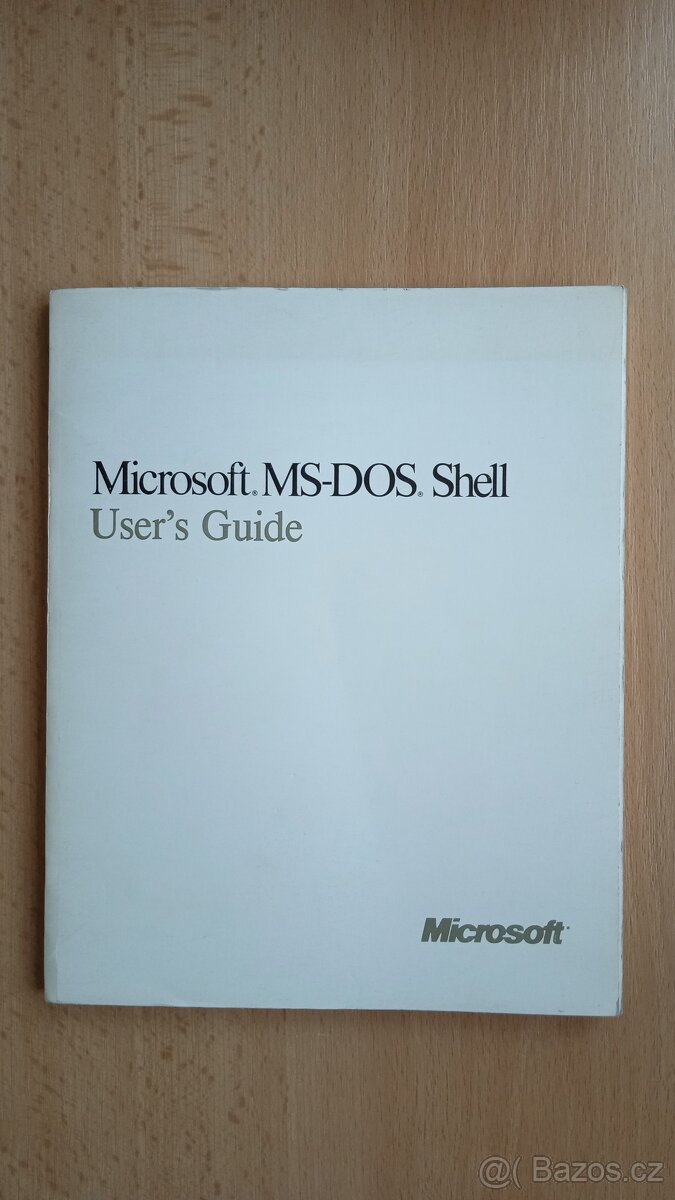 Microsoft® MS-DOS® Shell
User's Guide
Microsoft®
@( Bazos.cz